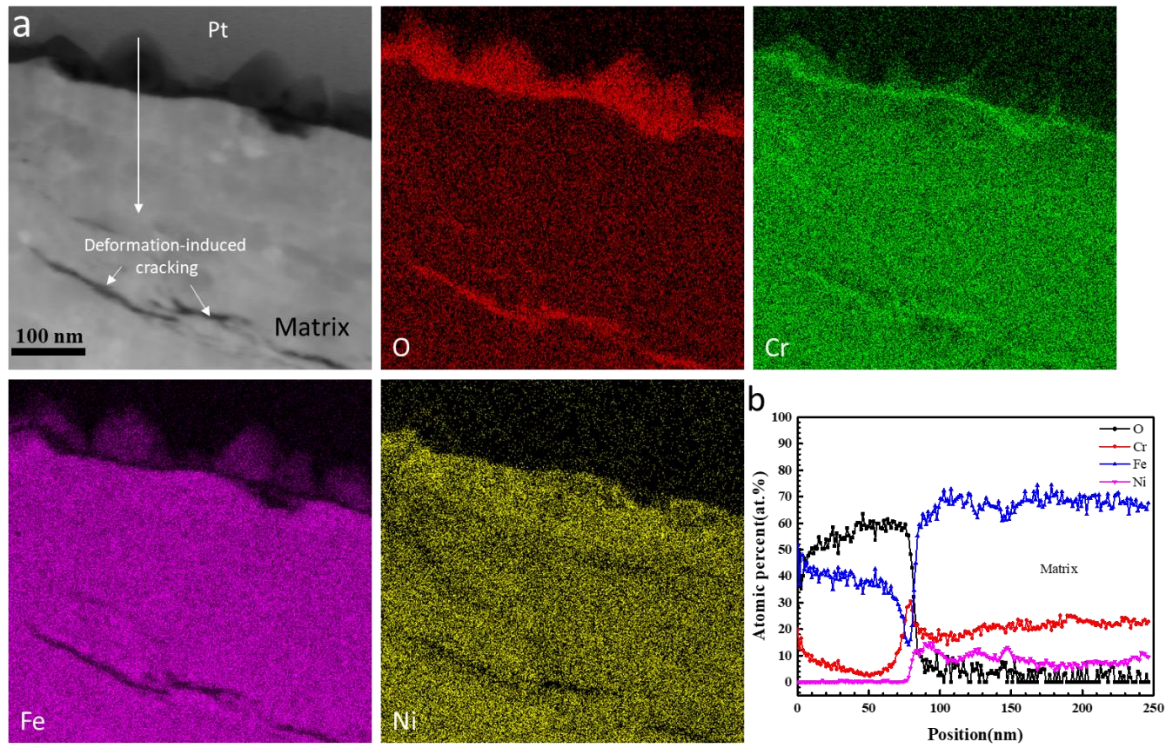 a
Pt
Deformation-induced
cracking
Matrix
100 nm
O
Cr
Fe
Ni
b
O
Cr
Fe
Ni
Matrix
Atomic percent(at.%)
100
90
80
70
60
50
40
30
20
10
0
0 50 100 150 200 250
Position(nm)